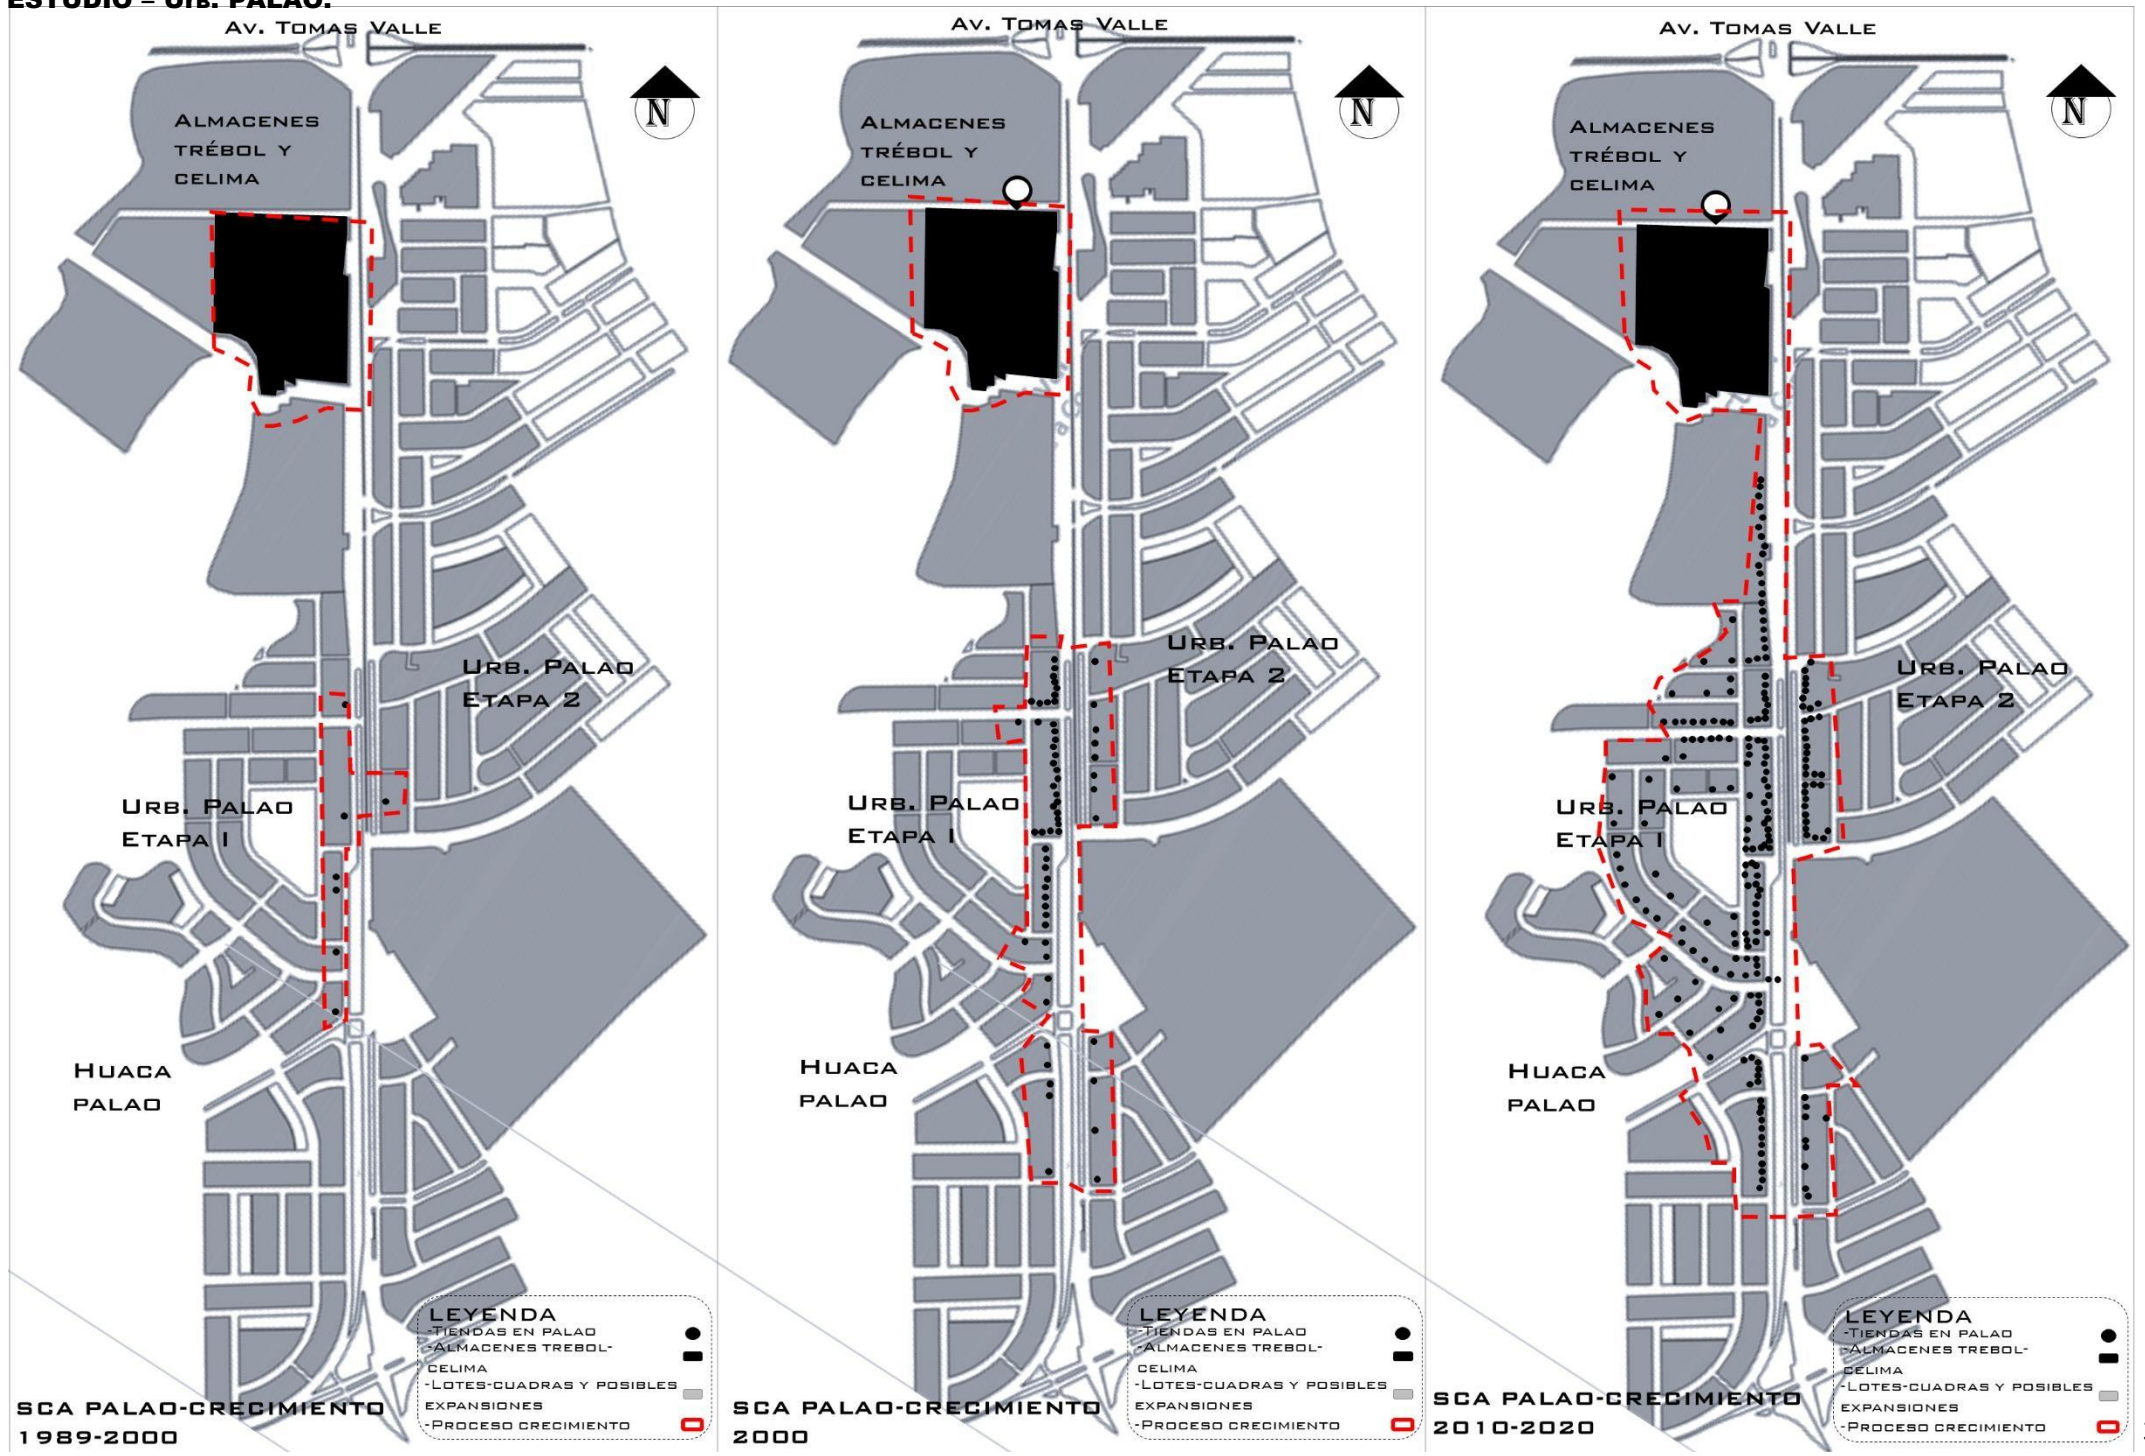 ESTUDIO – URB. PALAO.
AV. TOMAS VALLE
N
ALMACENES
TRÉBOL Y
CELIMA
URB. PALAO
ETAPA 2
URB. PALAO
ETAPA 1
HUACA
PALAO
LEYENDA
-TIENDAS EN PALAO
-ALMACENES TREBOL-
CELIMA
-LOTES-CUADRAS Y POSIBLES
EXPANSIONES
-PROCESO CRECIMIENTO
SCA PALAO-CRECIMIENTO
1989-2000
AV. TOMAS VALLE
N
ALMACENES
TRÉBOL Y
CELIMA
URB. PALAO
ETAPA 2
URB. PALAO
ETAPA 1
HUACA
PALAO
LEYENDA
-TIENDAS EN PALAO
-ALMACENES TREBOL-
CELIMA
-LOTES-CUADRAS Y POSIBLES
EXPANSIONES
-PROCESO CRECIMIENTO
SCA PALAO-CRECIMIENTO
2000
AV. TOMAS VALLE
N
ALMACENES
TRÉBOL Y
CELIMA
URB. PALAO
ETAPA 2
URB. PALAO
ETAPA 1
HUACA
PALAO
LEYENDA
-TIENDAS EN PALAO
-ALMACENES TREBOL-
CELIMA
-LOTES-CUADRAS Y POSIBLES
EXPANSIONES
-PROCESO CRECIMIENTO
SCA PALAO-CRECIMIENTO
2010-2020